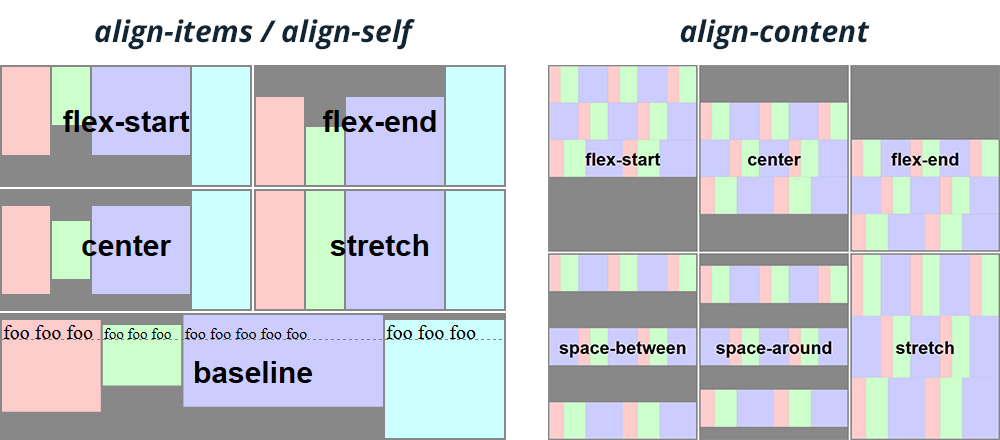 align-items / align-self
flex-start
flex-end
center
stretch
foo foo foo
foo foo foo
foo foo foo foo foo
foo foo foo
baseline
align-content
flex-start
center
flex-end
space-between
space-around
stretch